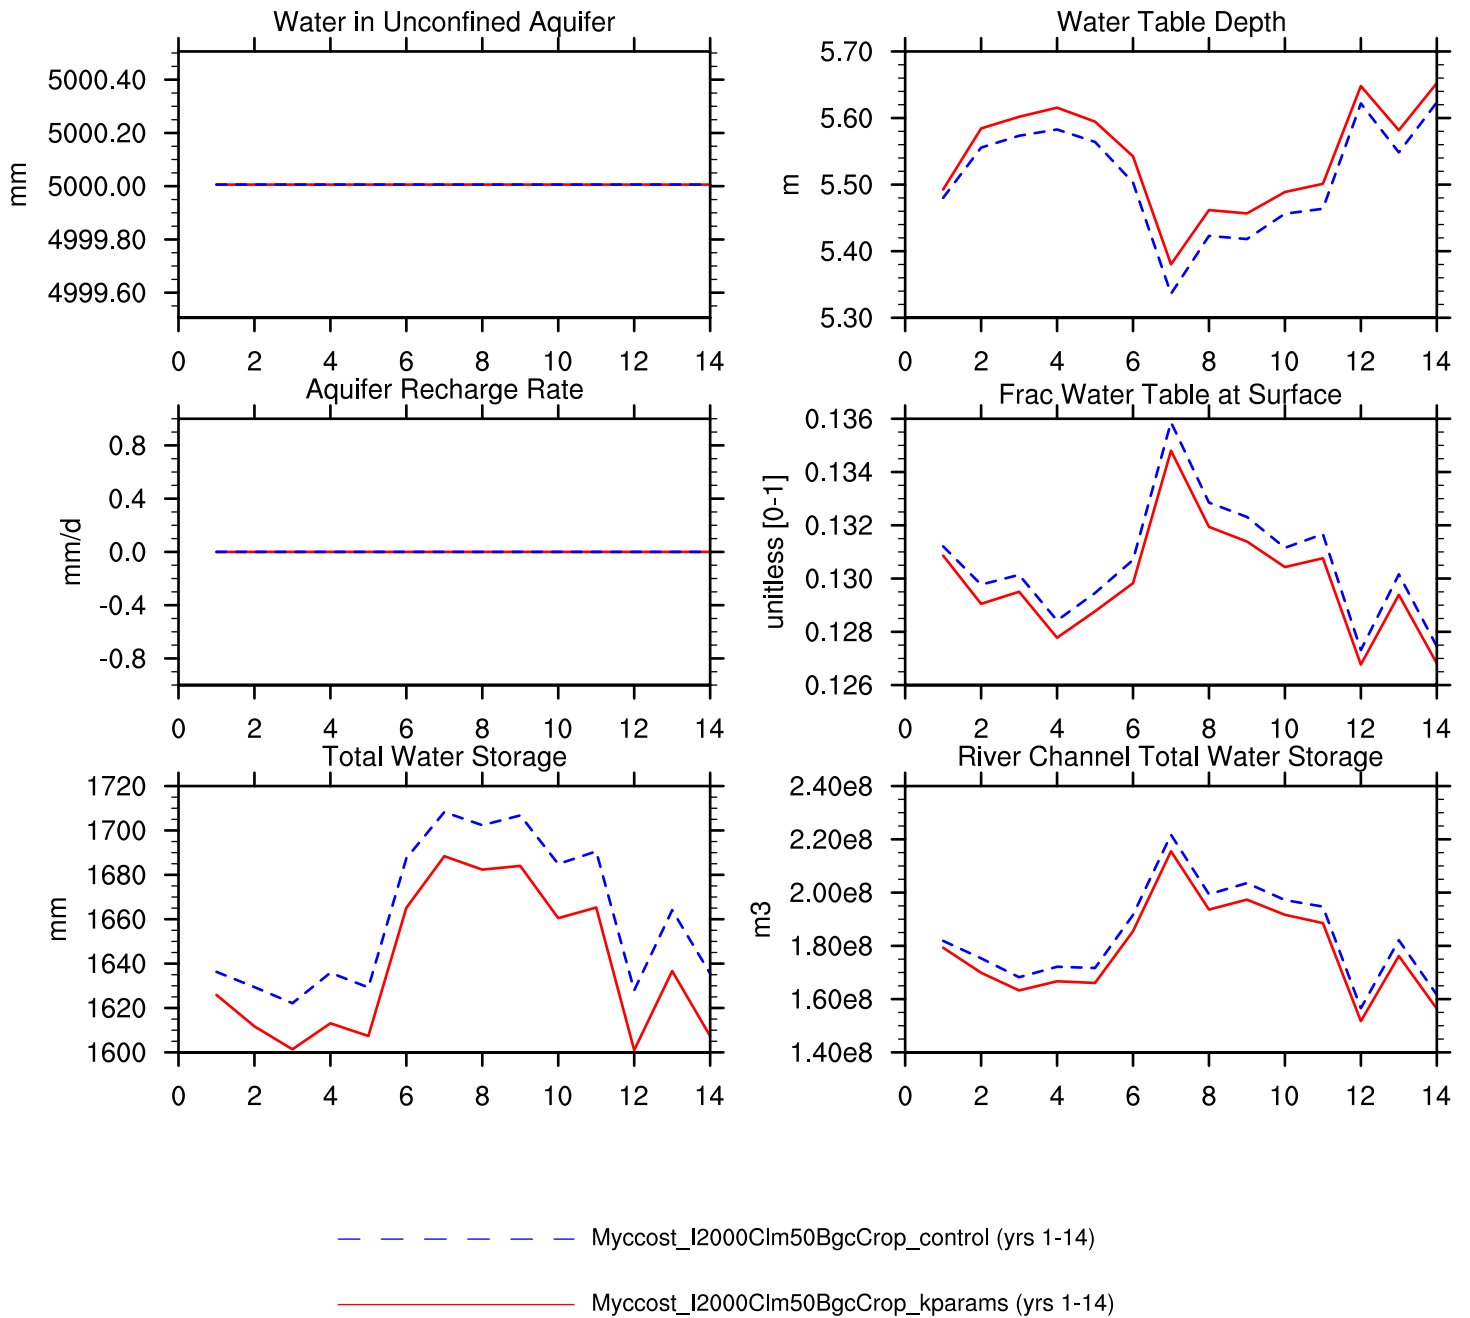 Water in Unconfined Aquifer
5000.40
5000.20
5000.00
4999.80
4999.60
mm
0 2 4 6 8 10 12 14
Water Table Depth
5.70
5.60
5.50
5.40
5.30
m
0 2 4 6 8 10 12 14
Aquifer Recharge Rate
0.8
0.4
0.0
-0.4
-0.8
mm/d
0 2 4 6 8 10 12 14
Frac Water Table at Surface
0.136
0.134
0.132
0.130
0.128
0.126
unitless [0-1]
0 2 4 6 8 10 12 14
Total Water Storage
1720
1700
1680
1660
1640
1620
1600
mm
0 2 4 6 8 10 12 14
River Channel Total Water Storage
2.40e8
2.20e8
2.00e8
1.80e8
1.60e8
1.40e8
m3
0 2 4 6 8 10 12 14
Myccost_I2000Clm50BgcCrop_control (yrs 1-14)
Myccost_I2000Clm50BgcCrop_kparams (yrs 1-14)